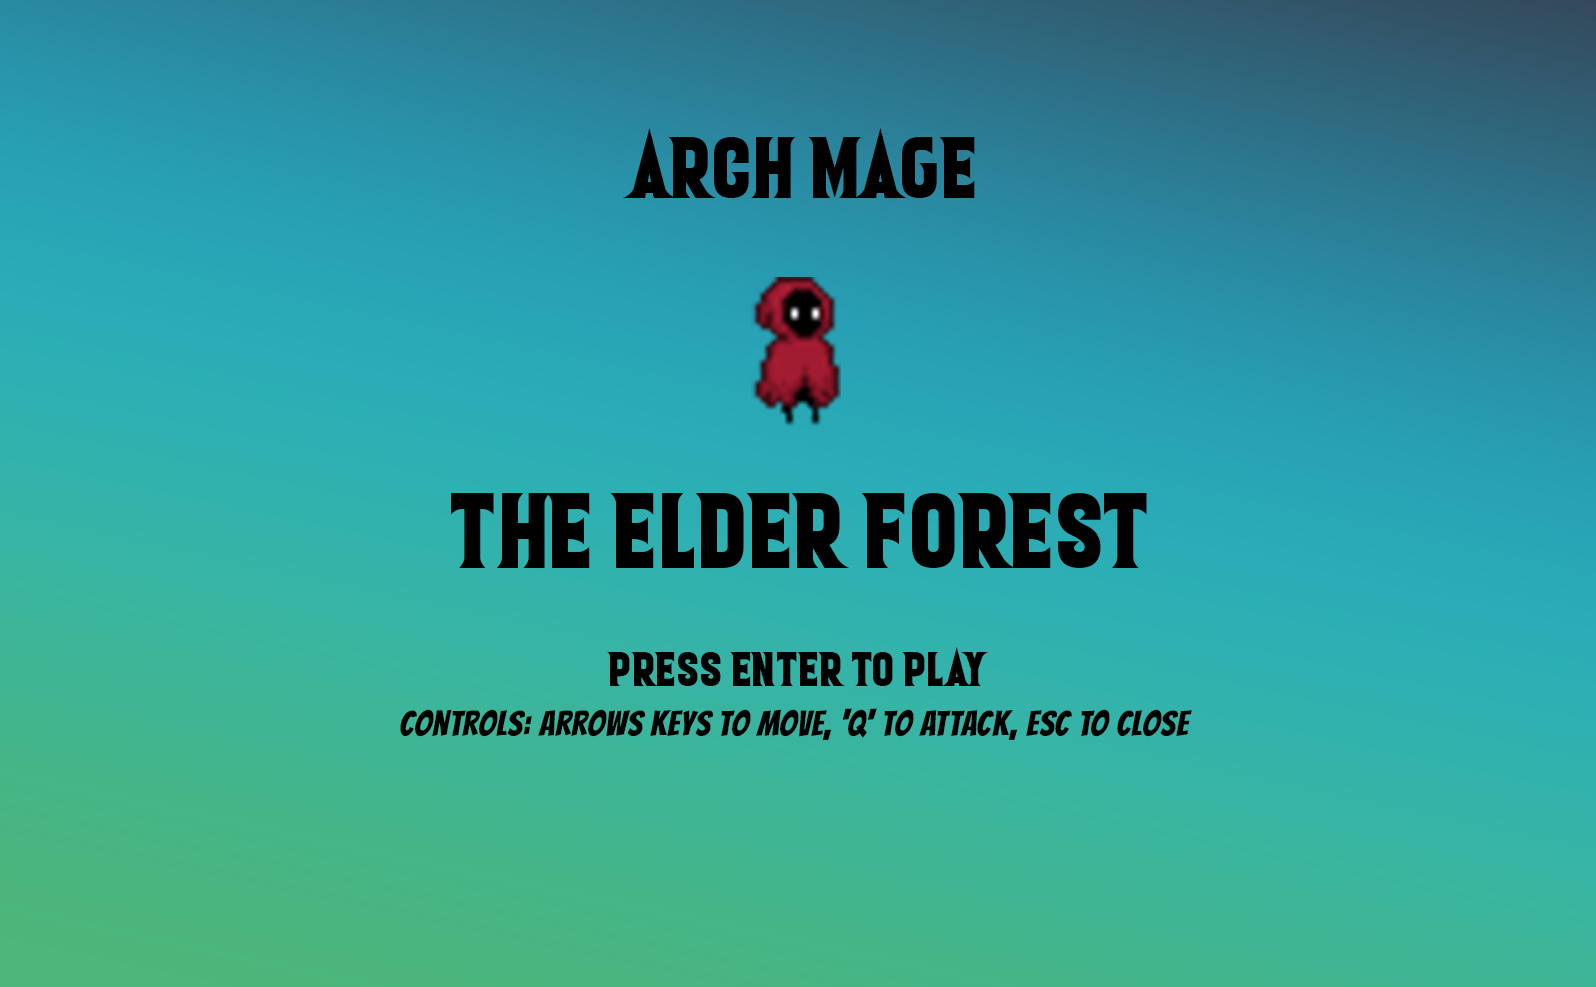 ARCH MAGE
THE ELDER FOREST
PRESS ENTER TO PLAY
CONTROLS: ARROWS KEYS TO MOVE, 'Q' TO ATTACK, ESC TO CLOSE